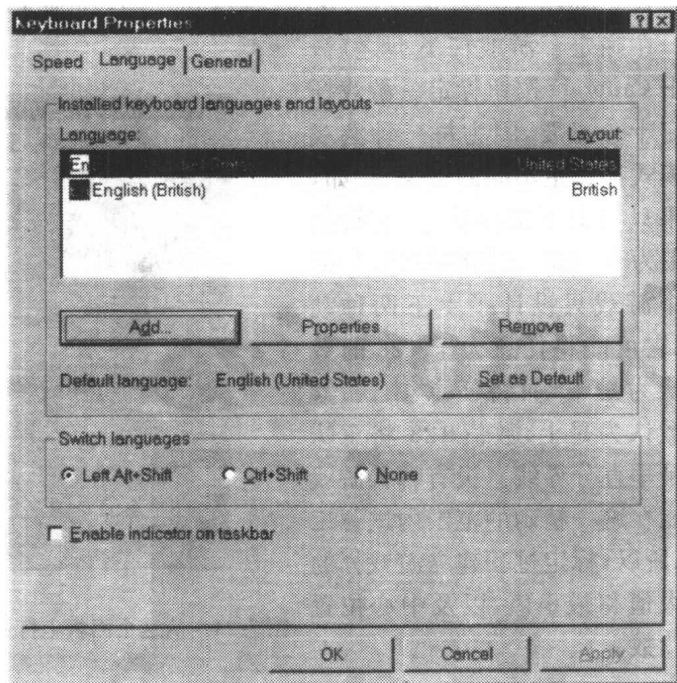 Keyboard Properties
Speed Language General
Installed keyboard languages and layouts
Language: Layout:
En United States
English (British) British
Add... Properties Remove
Default language: English (United States) Set as Default
Switch languages
Left Alt+Shift Ctrl+Shift None
Enable indicator on taskbar
OK Cancel Apply